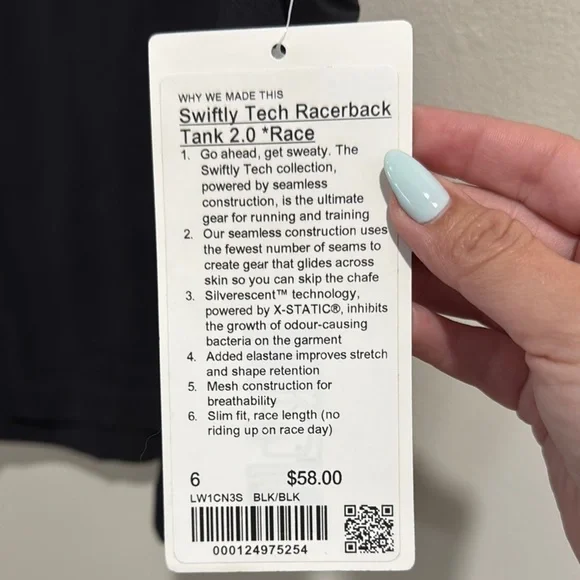 WHY WE MADE THIS
Swiftly Tech Racerback
Tank 2.0 *Race
1. Go ahead, get sweaty. The
Swiftly Tech collection,
powered by seamless
construction, is the ultimate
gear for running and training
2. Our seamless construction uses
the fewest number of seams to
create gear that glides across
skin so you can skip the chafe
3. Silverescent™ technology,
powered by X-STATIC®, inhibits
the growth of odour-causing
bacteria on the garment
4. Added elastane improves stretch
and shape retention
5. Mesh construction for
breathability
6. Slim fit, race length (no
riding up on race day)
6 $58.00
LW1CN3S BLK/BLK
000124975254